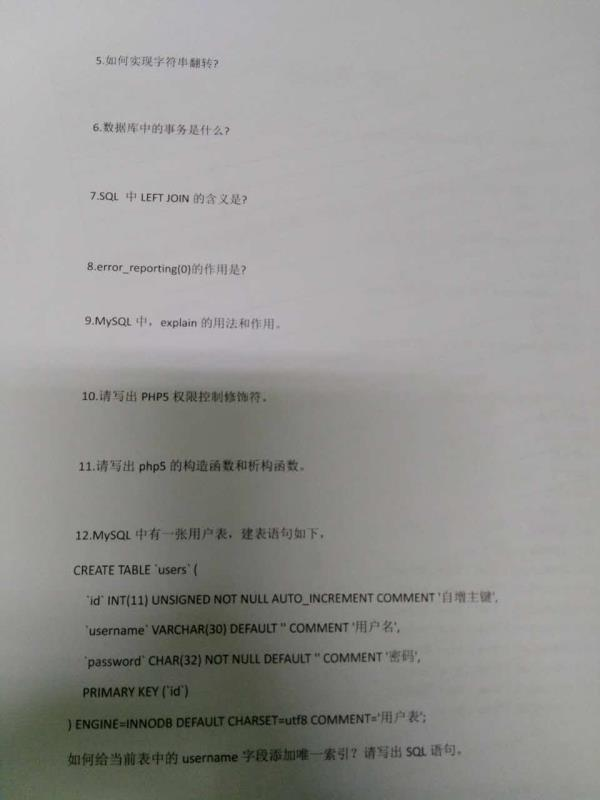 5.如何实现字符串翻转?
6.数据库中的事务是什么?
7.SQL 中 LEFT JOIN 的含义是?
8.error_reporting(0)的作用是?
9.MySQL 中，explain 的用法和作用。
10.请写出 PHP5 权限控制修饰符。
11.请写出 php5 的构造函数和析构函数。
12.MySQL 中有一张用户表，建表语句如下，
CREATE TABLE `users` (
`id` INT(11) UNSIGNED NOT NULL AUTO_INCREMENT COMMENT '自增主键',
`username` VARCHAR(30) DEFAULT '' COMMENT '用户名',
`password` CHAR(32) NOT NULL DEFAULT '' COMMENT '密码',
PRIMARY KEY (`id`)
) ENGINE=INNODB DEFAULT CHARSET=utf8 COMMENT='用户表';
如何给当前表中的 username 字段添加唯一索引？请写出 SQL 语句。